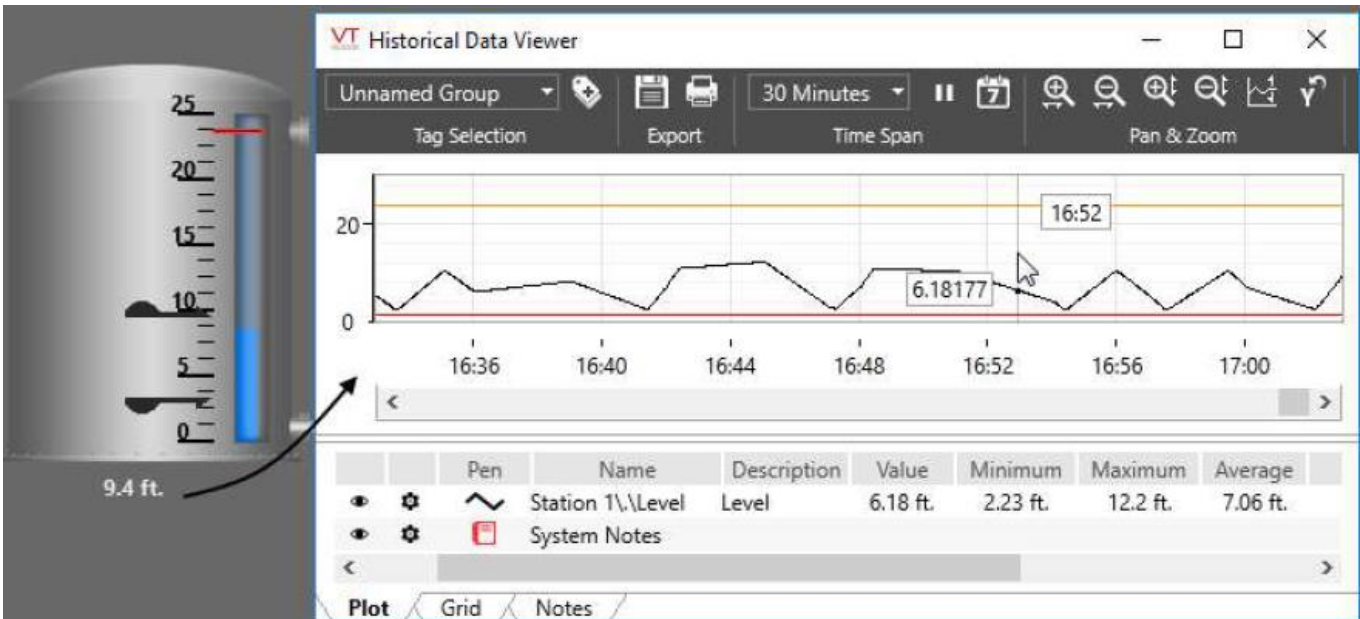 25
20
15
10
5
0
9.4 ft.
VT Historical Data Viewer
Unnamed Group
30 Minutes
7
Y
Tag Selection
Export
Time Span
Pan & Zoom
20
0
16:52
6.18177
16:36 16:40 16:44 16:48 16:52 16:56 17:00
Pen Name Description Value Minimum Maximum Average
Station 1\.\Level Level 6.18 ft. 2.23 ft. 12.2 ft. 7.06 ft.
System Notes
Plot Grid Notes